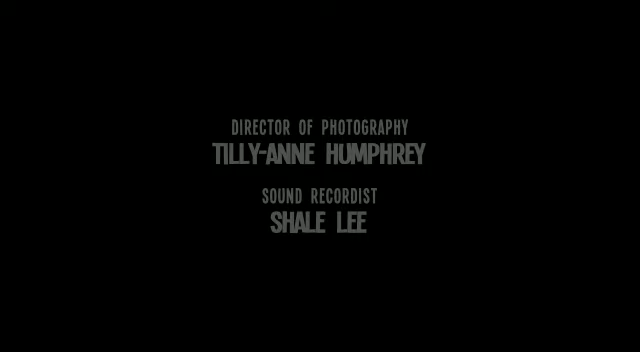 DIRECTOR OF PHOTOGRAPHY
TILLY-ANNE HUMPHREY
SOUND RECORDIST
SHALE LEE